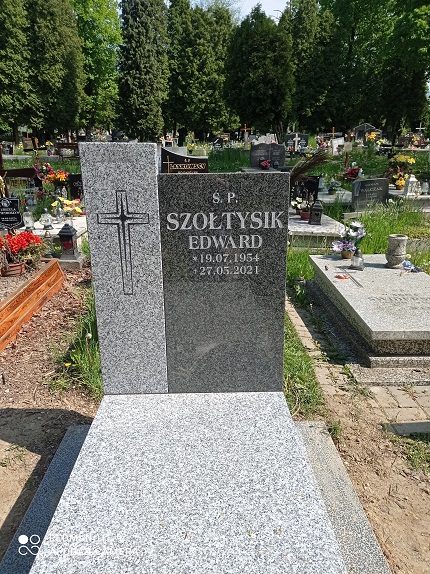 Ś. P.
SZOŁTYSIK
EDWARD
*19.07.1954
+27.05.2021